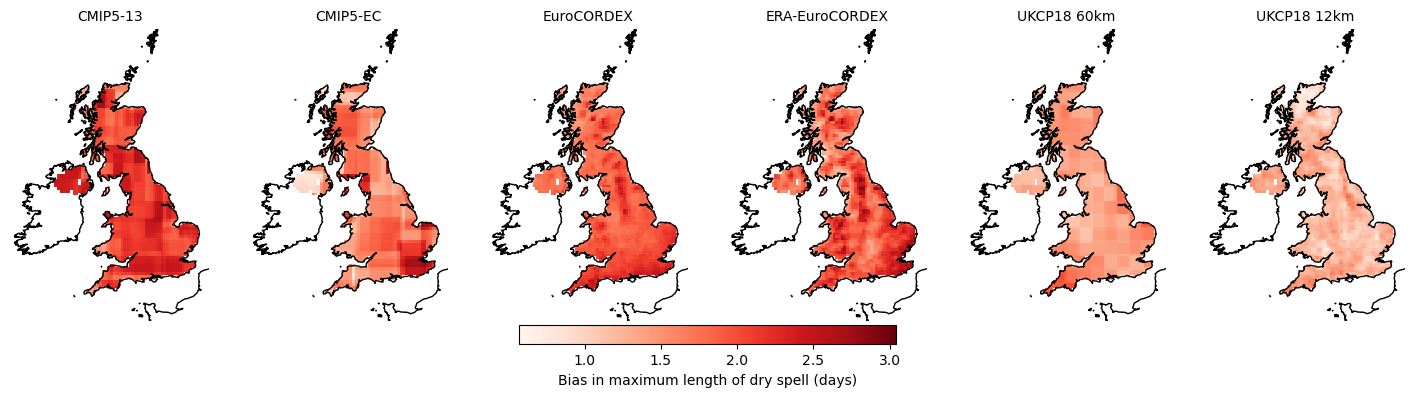 CMIP5-13
CMIP5-EC
EuroCORDEX
ERA-EuroCORDEX
UKCP18 60km
UKCP18 12km
1.0
1.5
2.0
2.5
3.0
Bias in maximum length of dry spell (days)